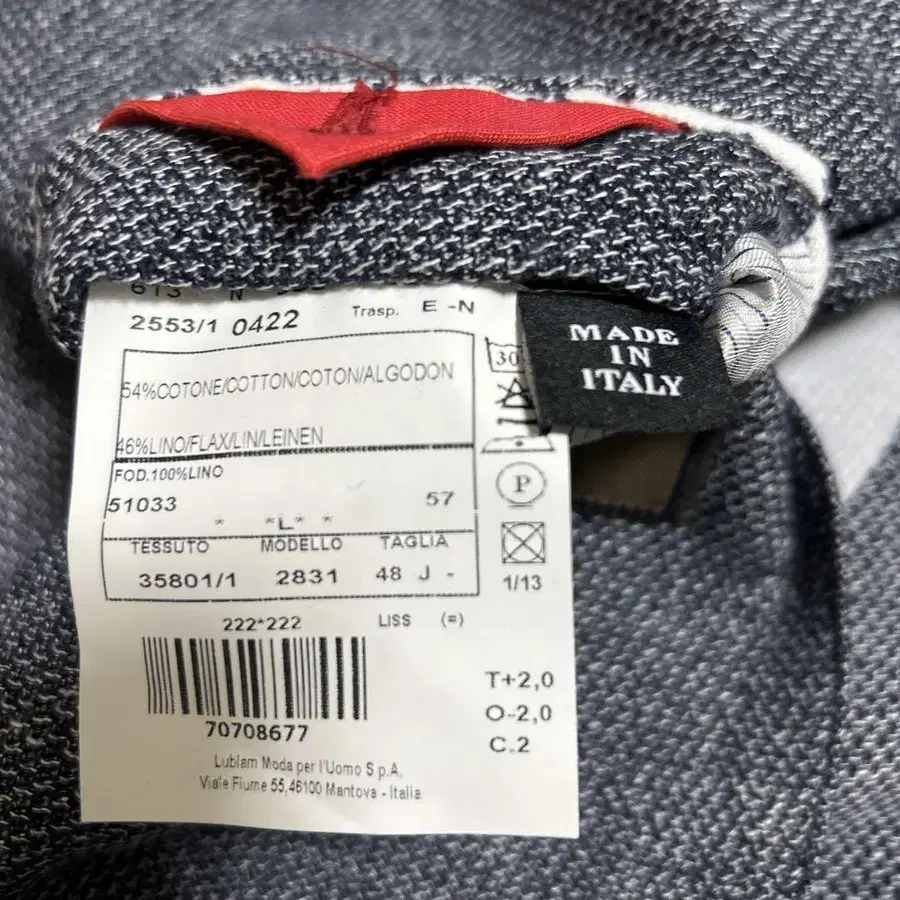 2553/1 0422 Trasp. E -N
MADE
IN
ITALY
30
54%COTONE/COTTON/COTON/ALGODON
46%LINO/FLAX/LIN/LEINEN
FOD.100%LINO
51033 57
* *L* *
P
TESSUTO MODELLO TAGLIA
35801/1 2831 48 J -
1/13
222*222 LISS (=)
70708677
T+2,0
O-2,0
C.2
Lubiam Moda per l'Uomo S.p.A.
Viale Fiume 55,46100 Mantova - Italia